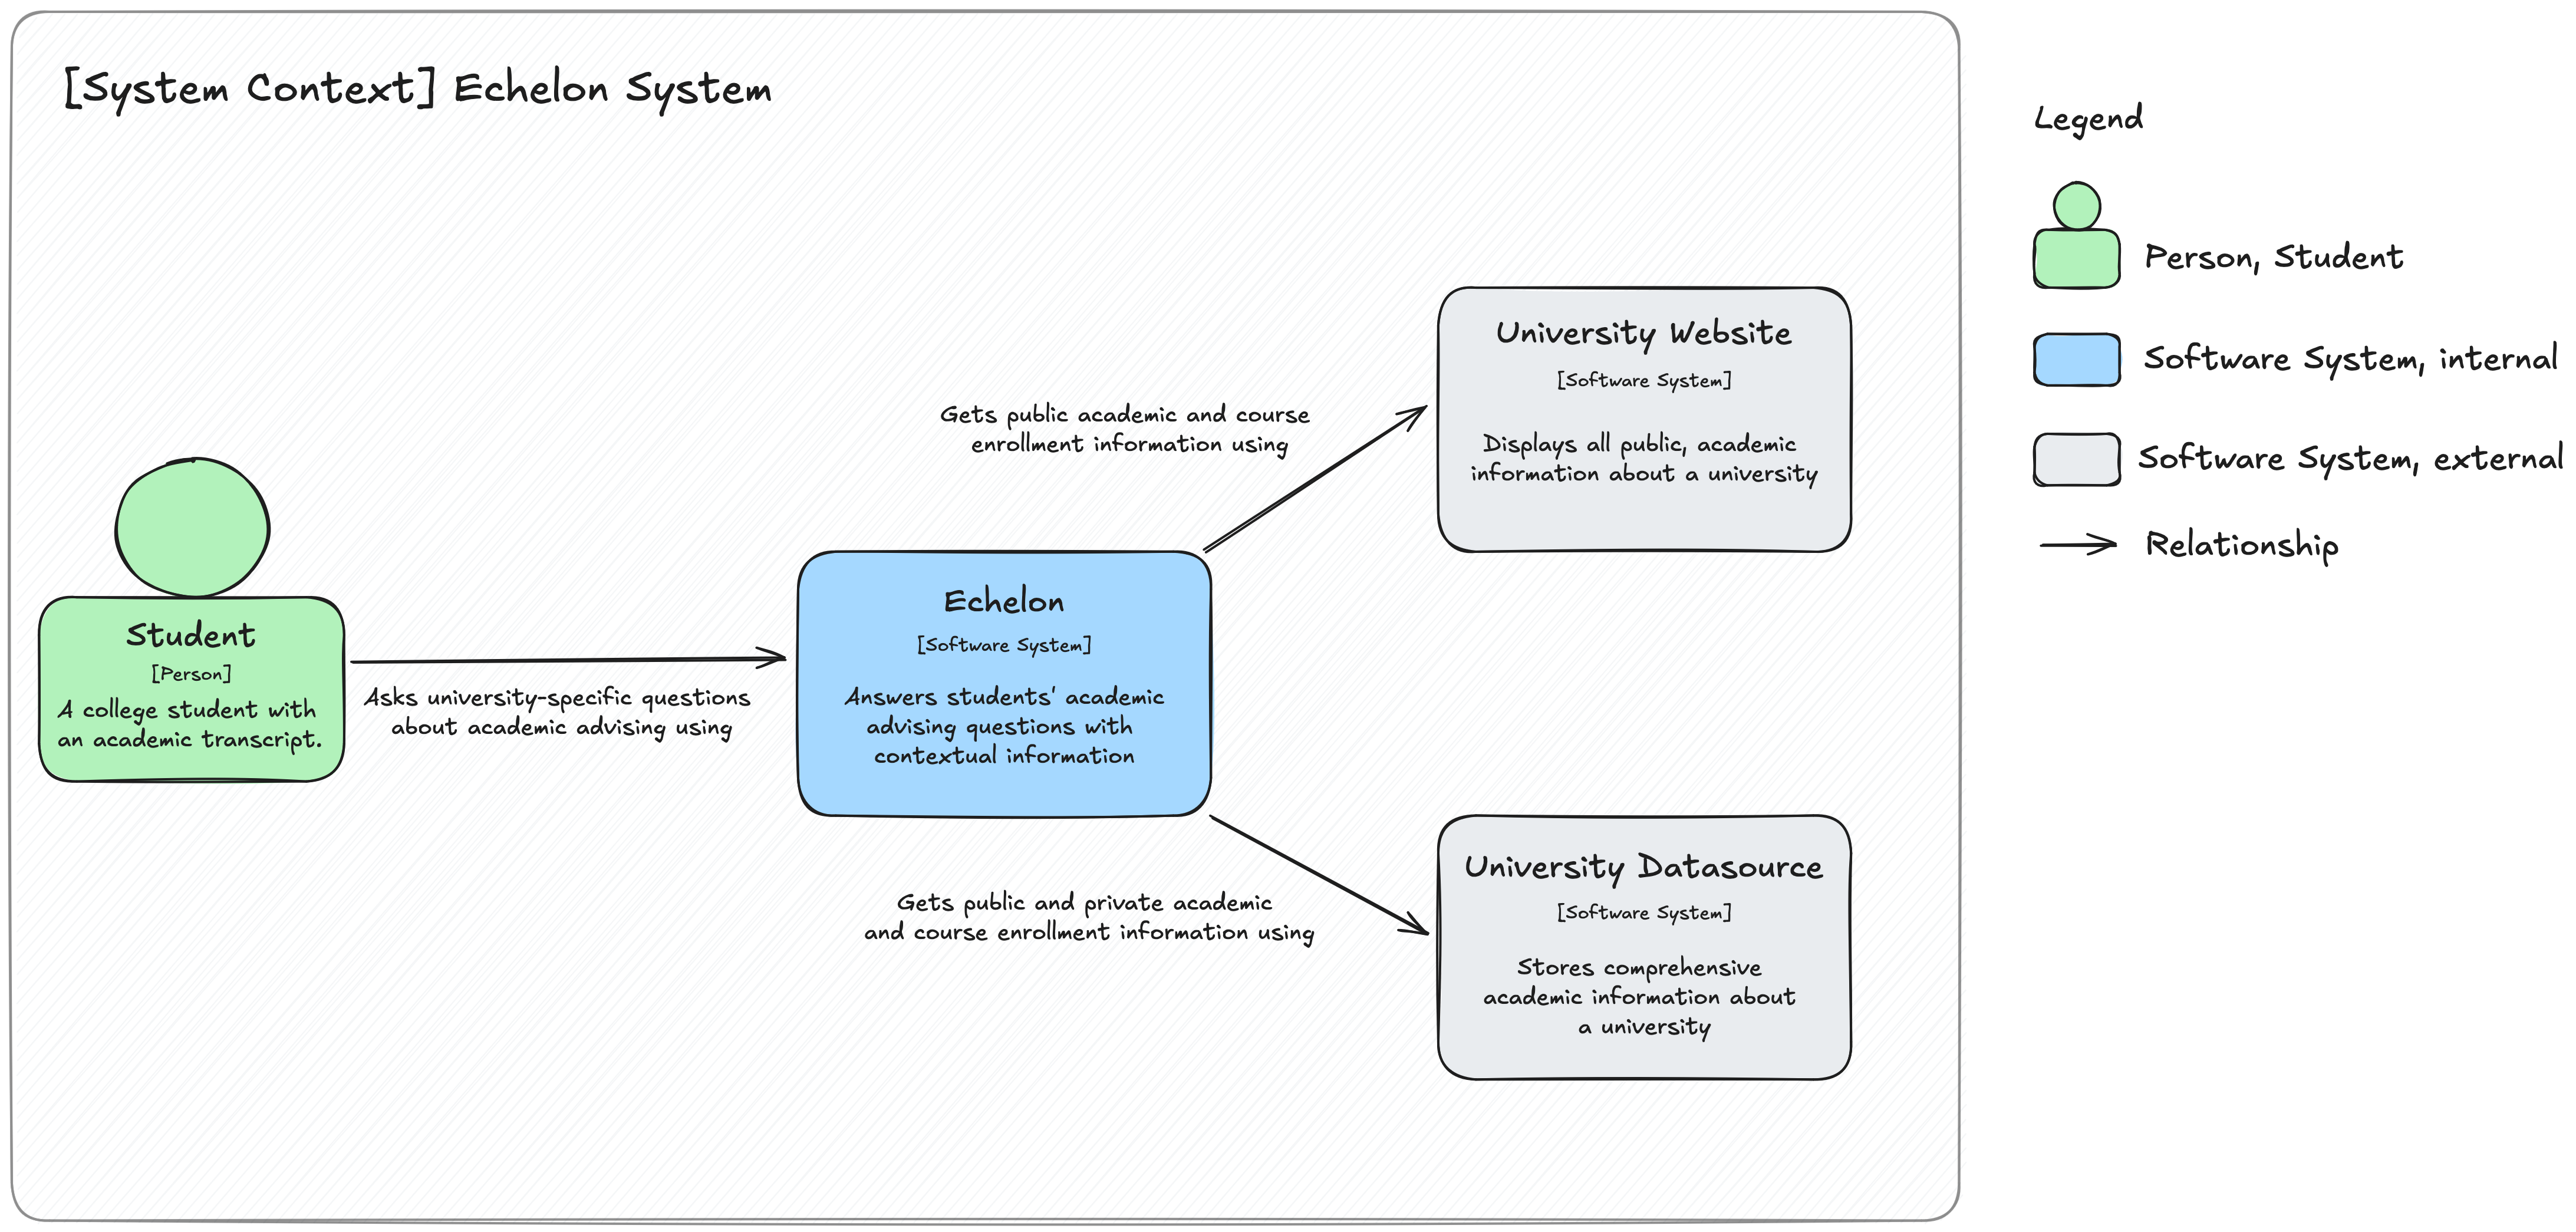 [System Context] Echelon System
Student
[Person]
A college student with
an academic transcript.
Asks university-specific questions
about academic advising using
Echelon
[Software System]
Answers students' academic
advising questions with
contextual information
Gets public academic and course
enrollment information using
University Website
[Software System]
Displays all public, academic
information about a university
Gets public and private academic
and course enrollment information using
University Datasource
[Software System]
Stores comprehensive
academic information about
a university
Legend
Person, Student
Software System, internal
Software System, external
Relationship